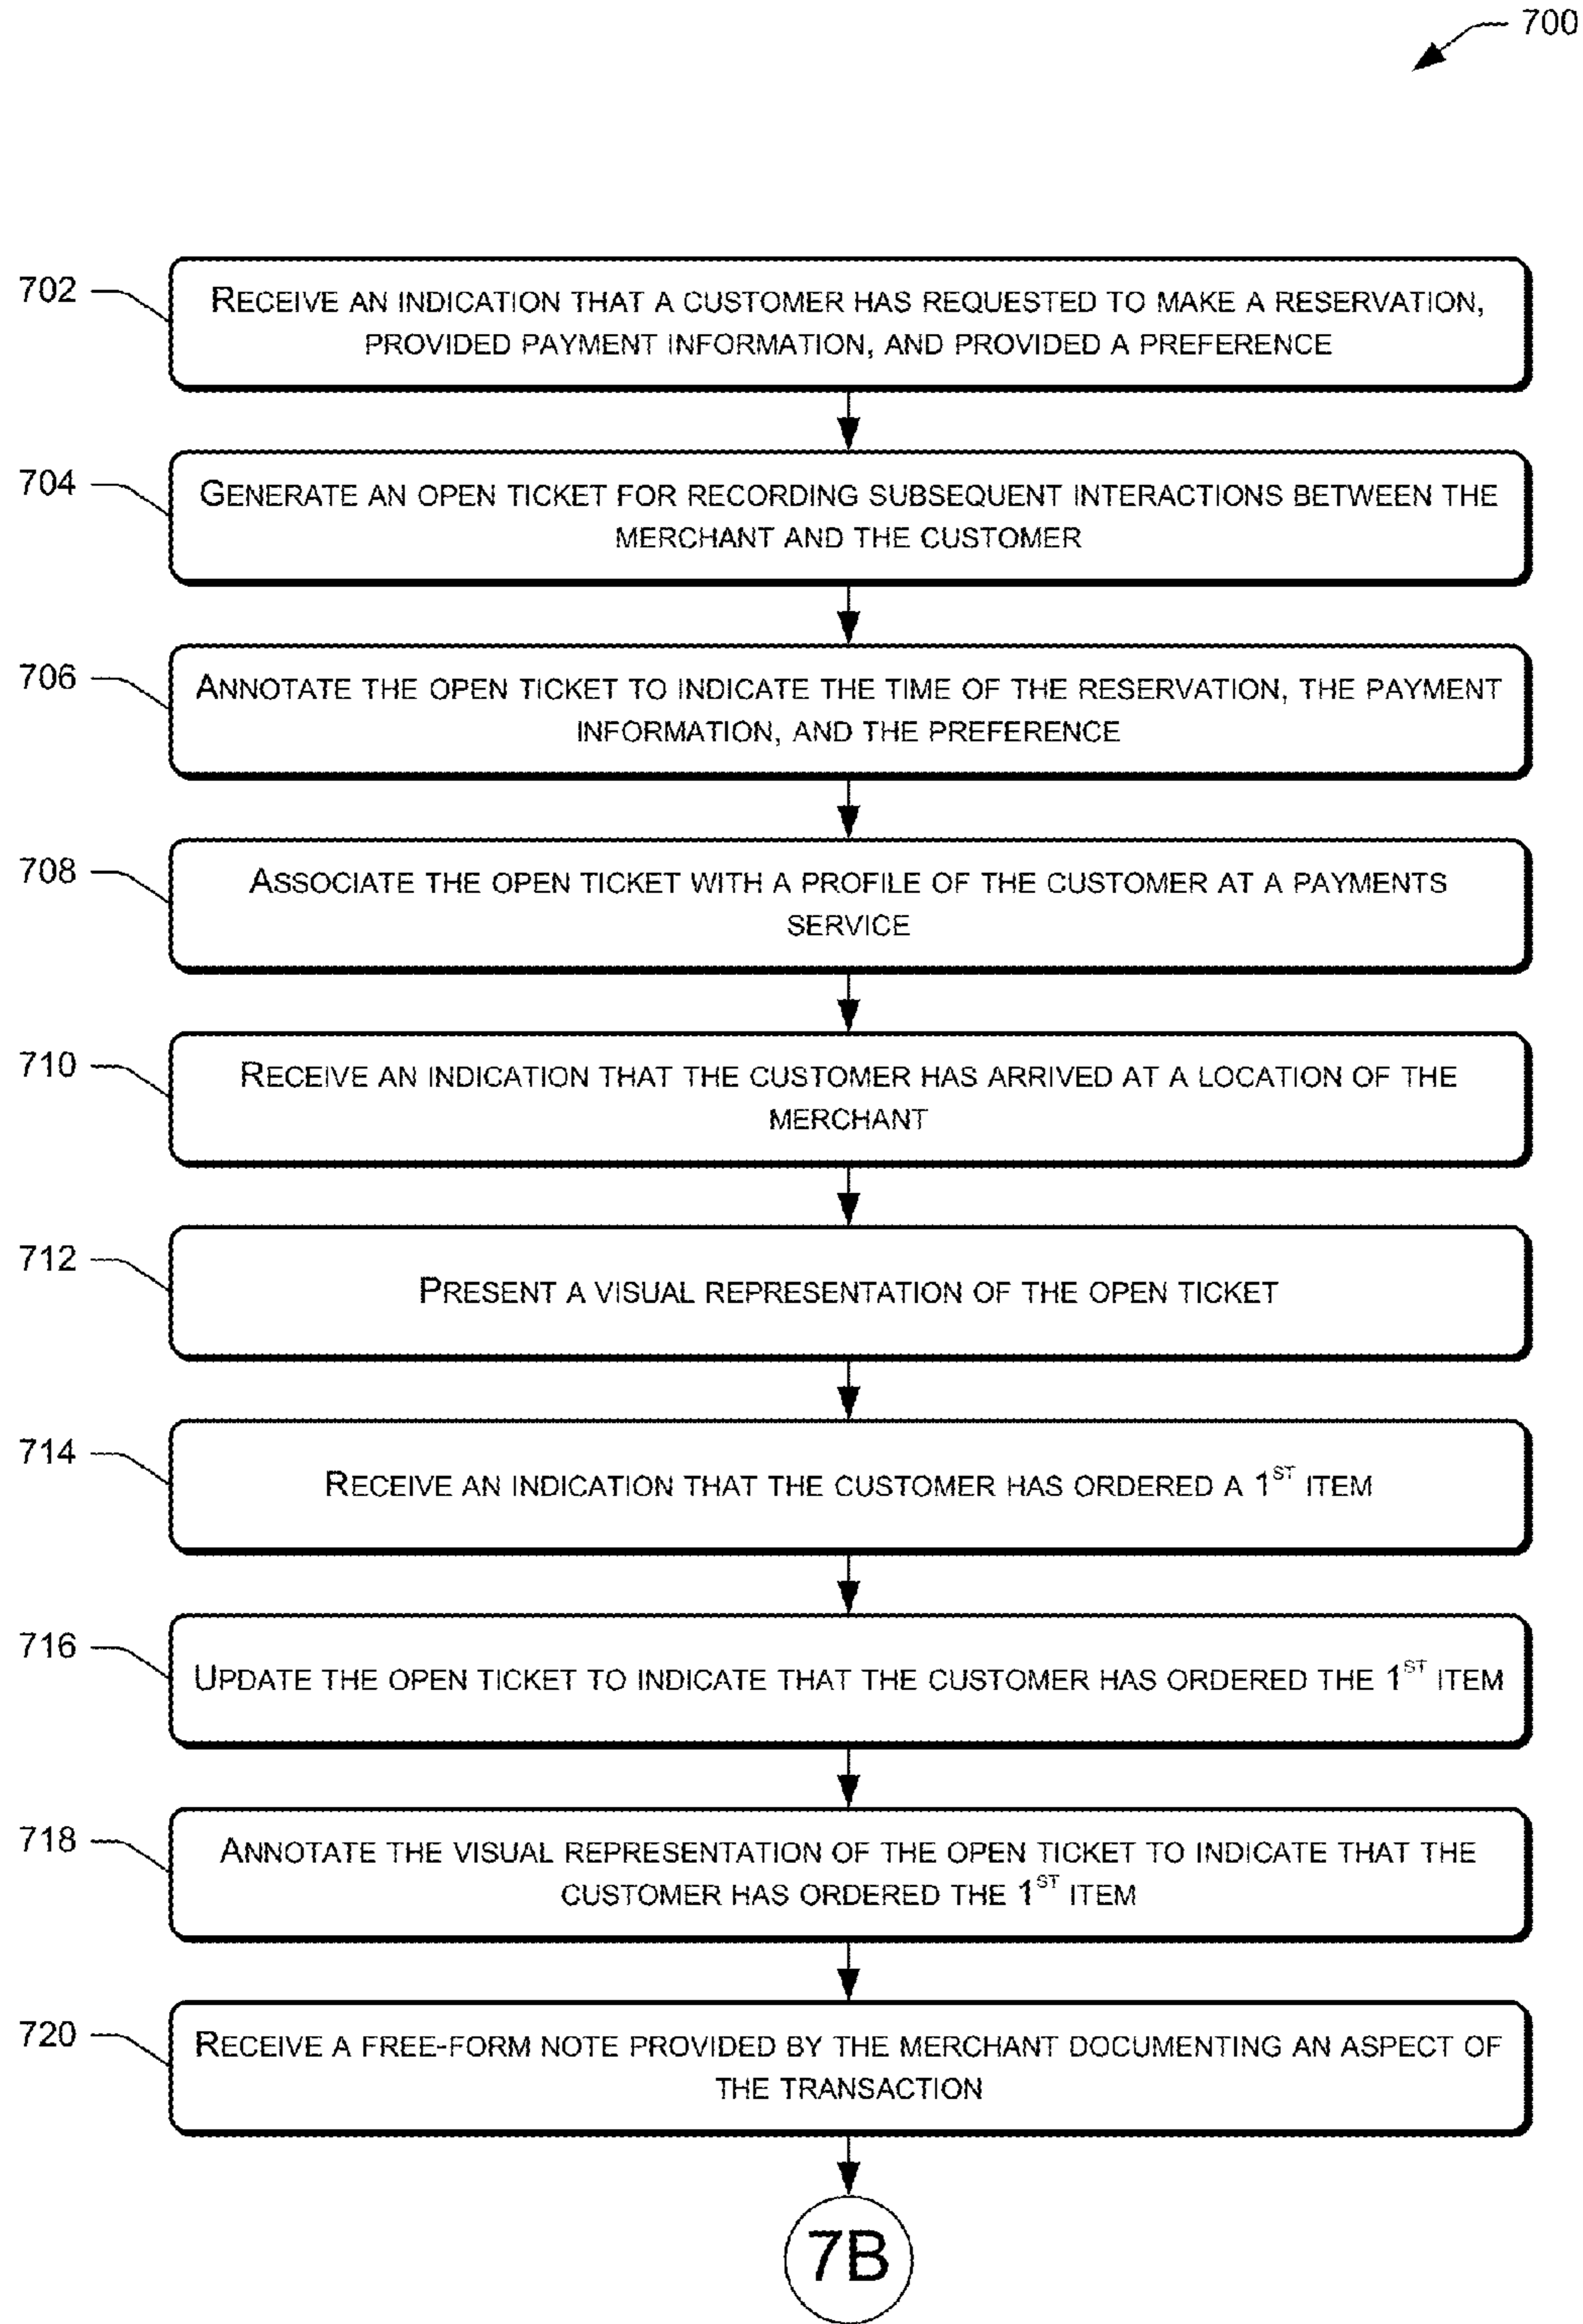 700
702
RECEIVE AN INDICATION THAT A CUSTOMER HAS REQUESTED TO MAKE A RESERVATION,
PROVIDED PAYMENT INFORMATION, AND PROVIDED A PREFERENCE
704
GENERATE AN OPEN TICKET FOR RECORDING SUBSEQUENT INTERACTIONS BETWEEN THE
MERCHANT AND THE CUSTOMER
706
ANNOTATE THE OPEN TICKET TO INDICATE THE TIME OF THE RESERVATION, THE PAYMENT
INFORMATION, AND THE PREFERENCE
708
ASSOCIATE THE OPEN TICKET WITH A PROFILE OF THE CUSTOMER AT A PAYMENTS
SERVICE
710
RECEIVE AN INDICATION THAT THE CUSTOMER HAS ARRIVED AT A LOCATION OF THE
MERCHANT
712
PRESENT A VISUAL REPRESENTATION OF THE OPEN TICKET
714
RECEIVE AN INDICATION THAT THE CUSTOMER HAS ORDERED A 1ST ITEM
716
UPDATE THE OPEN TICKET TO INDICATE THAT THE CUSTOMER HAS ORDERED THE 1ST ITEM
718
ANNOTATE THE VISUAL REPRESENTATION OF THE OPEN TICKET TO INDICATE THAT THE
CUSTOMER HAS ORDERED THE 1ST ITEM
720
RECEIVE A FREE-FORM NOTE PROVIDED BY THE MERCHANT DOCUMENTING AN ASPECT OF
THE TRANSACTION
7B